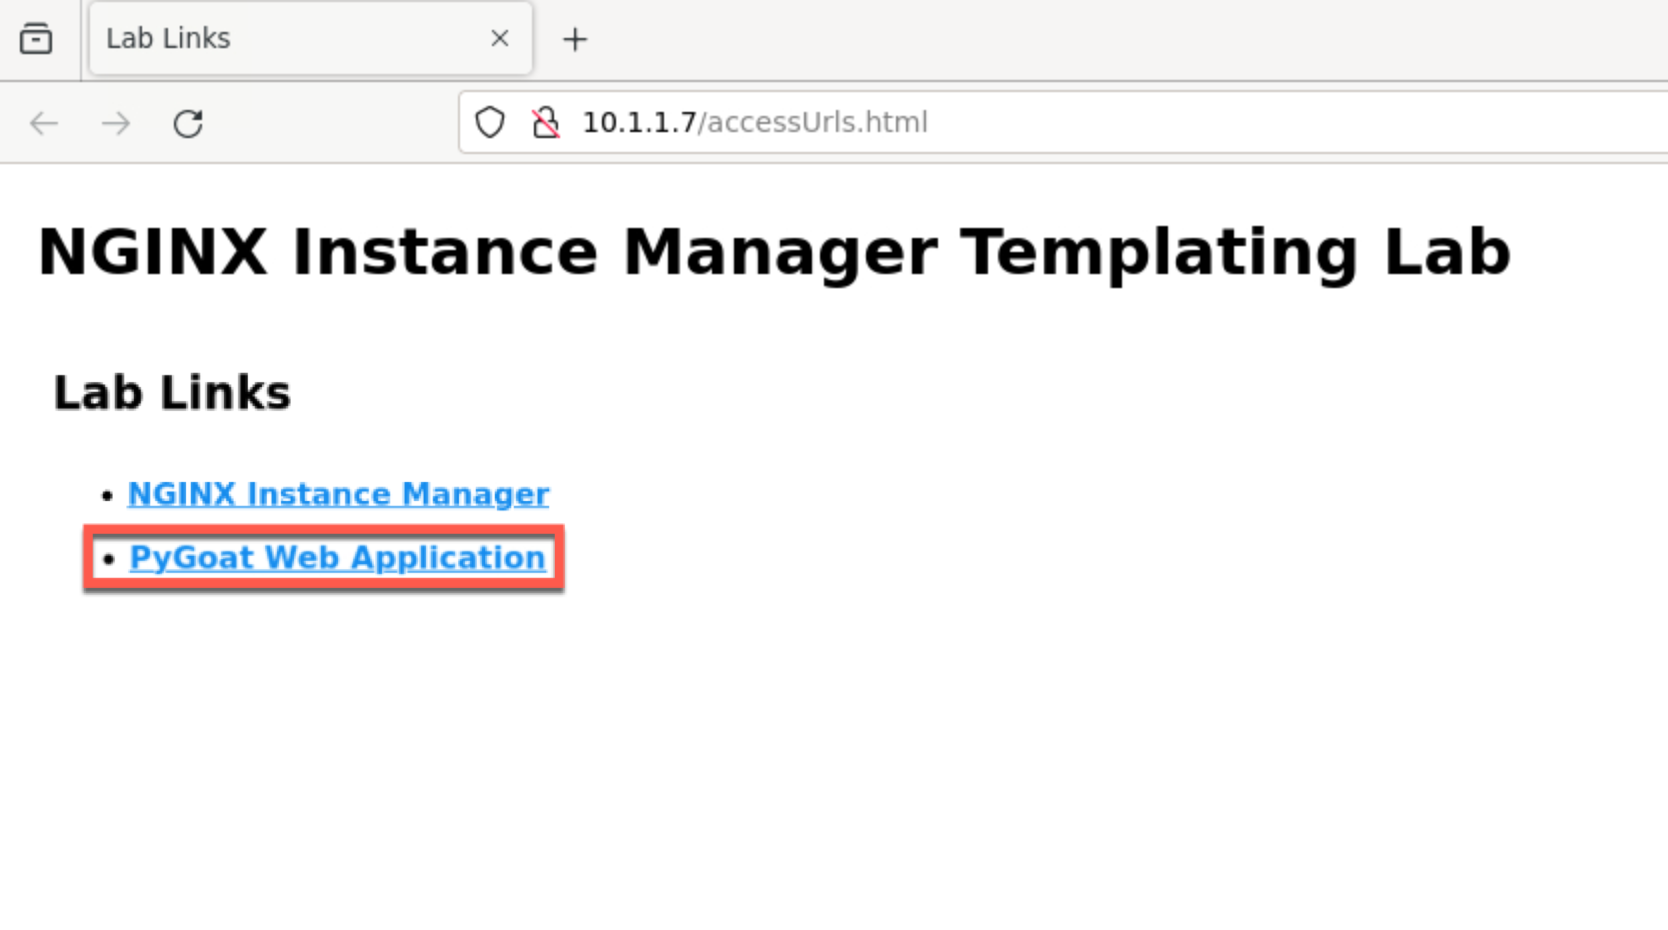 Lab Links
10.1.1.7/accessUrls.html
NGINX Instance Manager Templating Lab
Lab Links
• NGINX Instance Manager
• PyGoat Web Application